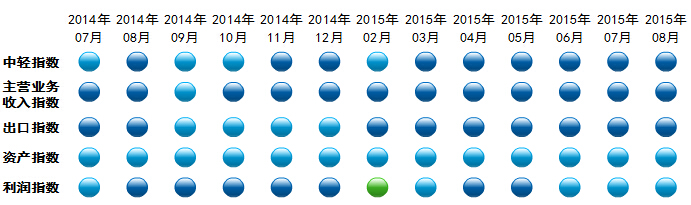 2014年 2014年 2014年 2014年 2014年 2014年 2015年 2015年 2015年 2015年 2015年 2015年 2015年
07月 08月 09月 10月 11月 12月 02月 03月 04月 05月 06月 07月 08月
中轻指数
主营业务
收入指数
出口指数
资产指数
利润指数